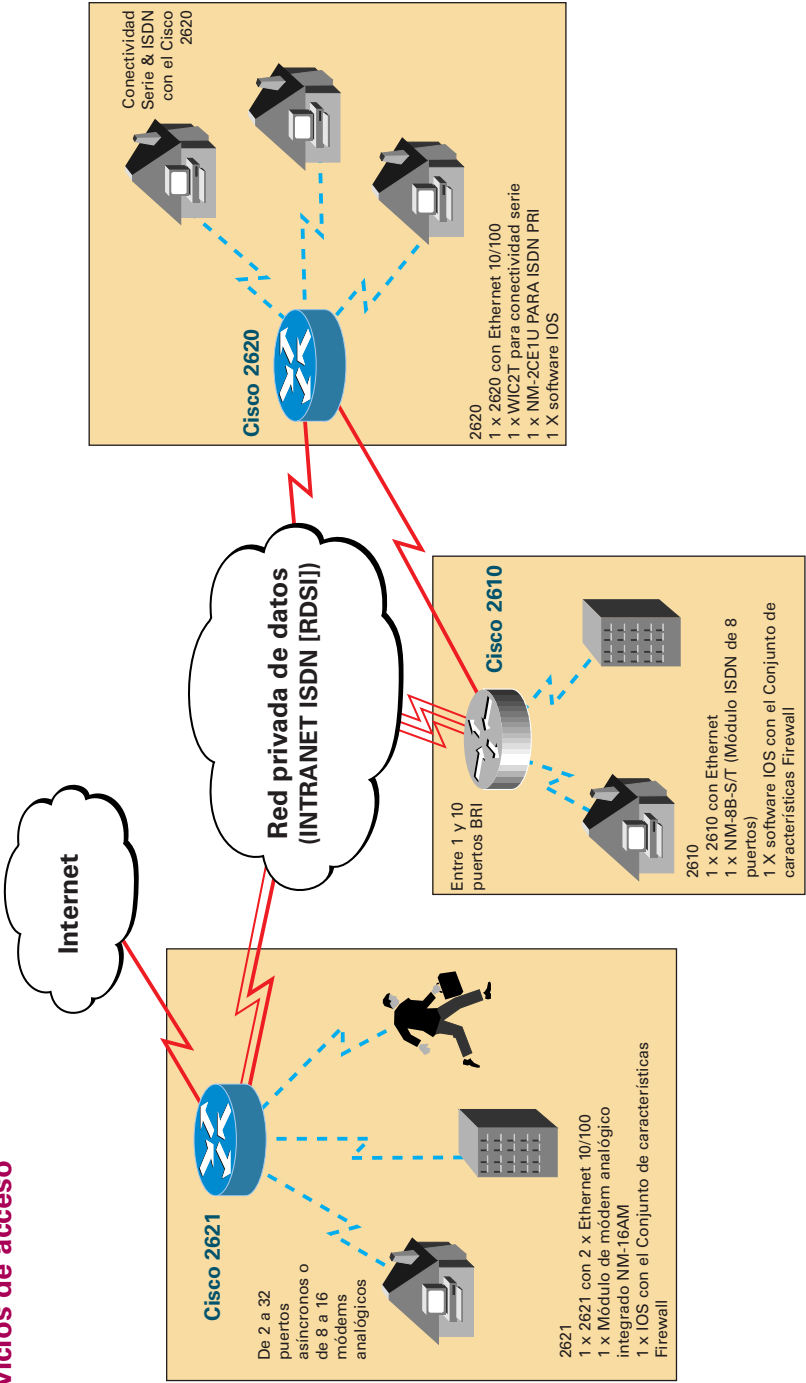 vicios de acceso
Internet
Cisco 2621
De 2 a 32
puertos
asíncronos o
de 8 a 16
módems
analógicos
2621
1 x 2621 con 2 x Ethernet 10/100
1 x Módulo de módem analógico
integrado NM-16AM
1 x IOS con el Conjunto de características
Firewall
Red privada de datos
(INTRANET ISDN [RDSI])
Entre 1 y 10
puertos BRI
Cisco 2610
2610
1 x 2610 con Ethernet
1 x NM-8B-S/T (Módulo ISDN de 8
puertos)
1 X software IOS con el Conjunto de
características Firewall
Cisco 2620
Conectividad
Serie & ISDN
con el Cisco
2620
2620
1 x 2620 con Ethernet 10/100
1 x WIC2T para conectividad serie
1 x NM-2CE1U PARA ISDN PRI
1 X software IOS